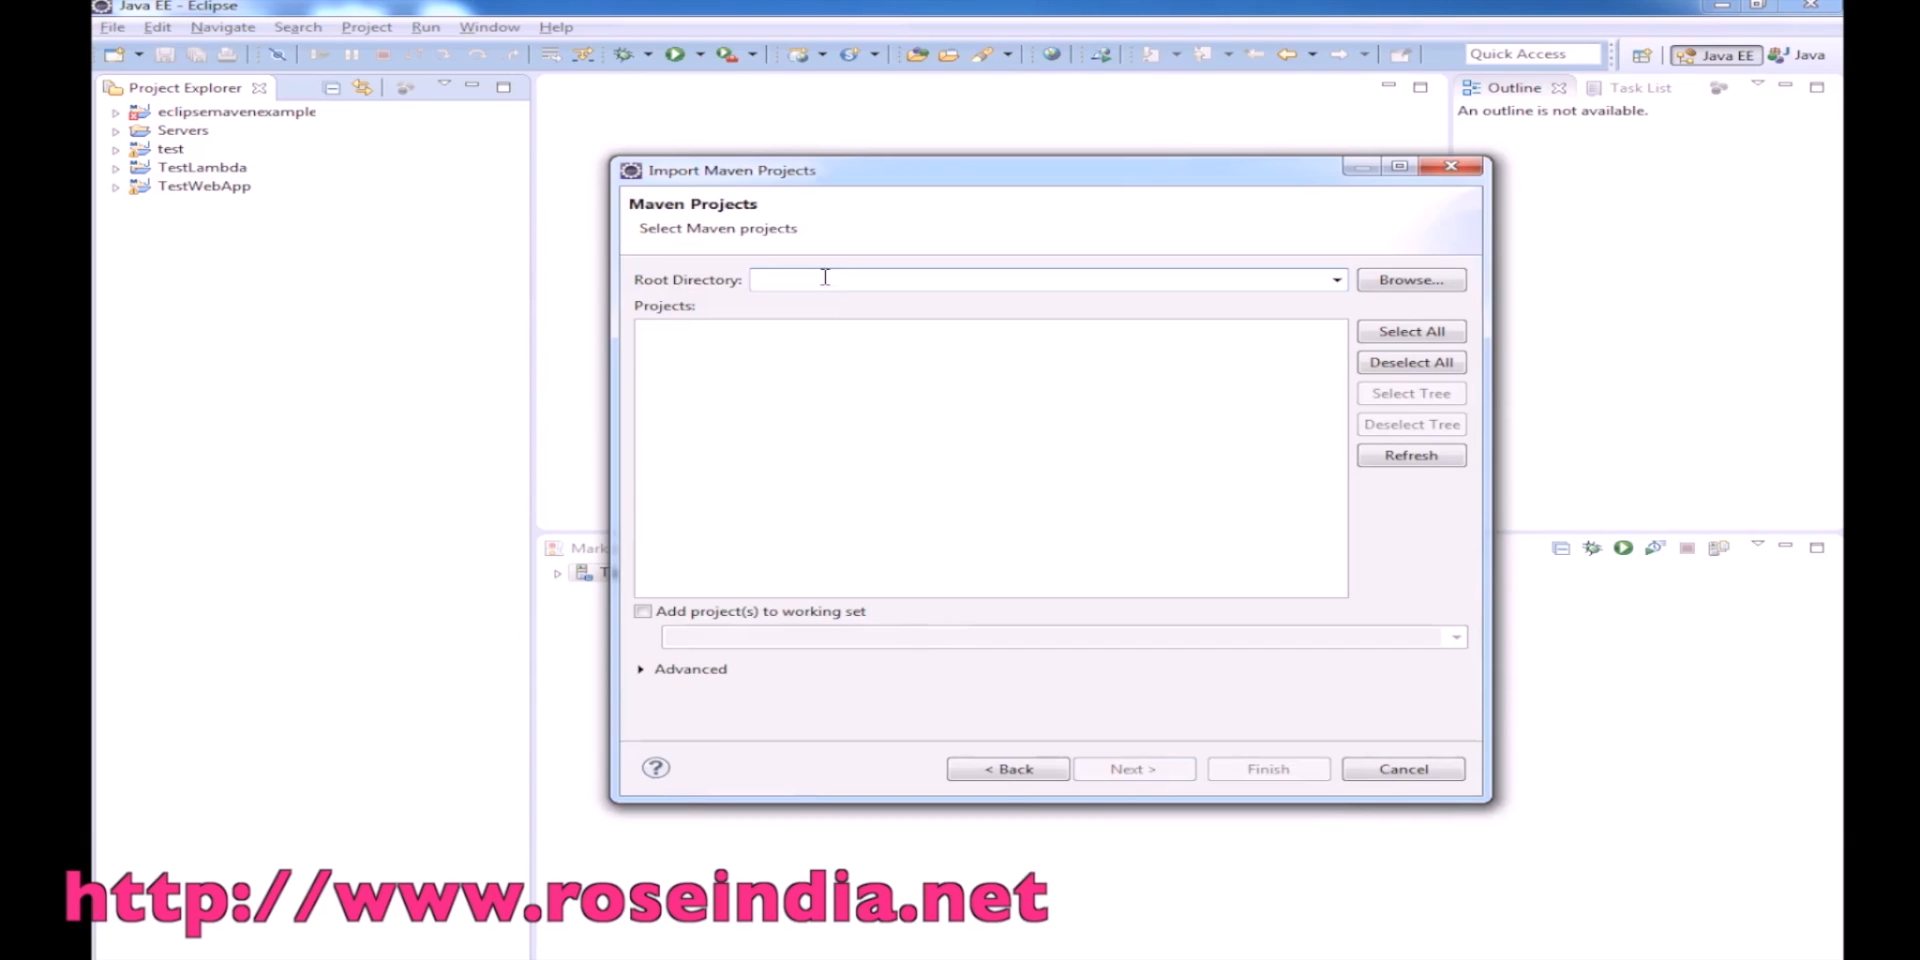 Java EE - Eclipse
File Edit Navigate Search Project Run Window Help
Quick Access
Java EE
Java
Project Explorer
Outline
Task List
eclipsemavenexample
An outline is not available.
Servers
test
TestLambda
TestWebApp
Import Maven Projects
Maven Projects
Select Maven projects
Root Directory:
Browse...
Projects:
Select All
Deselect All
Select Tree
Deselect Tree
Refresh
Mark
T
Add project(s) to working set
Advanced
?
< Back
Next >
Finish
Cancel
http://www.roseindia.net